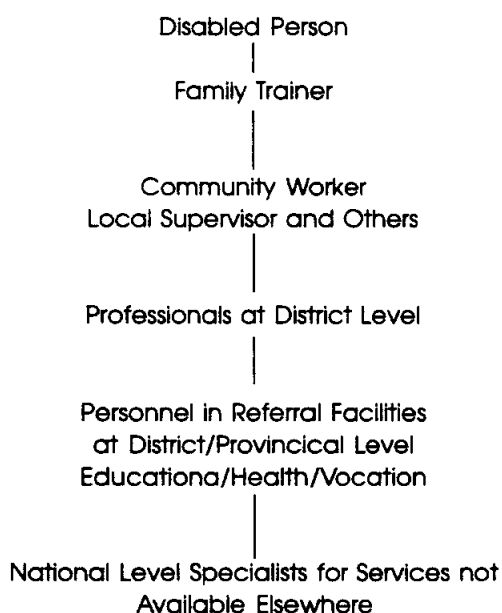 Disabled Person
Family Trainer
Community Worker
Local Supervisor and Others
Professionals at District Level
Personnel in Referral Facilities
at District/Provincical Level
Educationa/Health/Vocation
National Level Specialists for Services not
Available Elsewhere